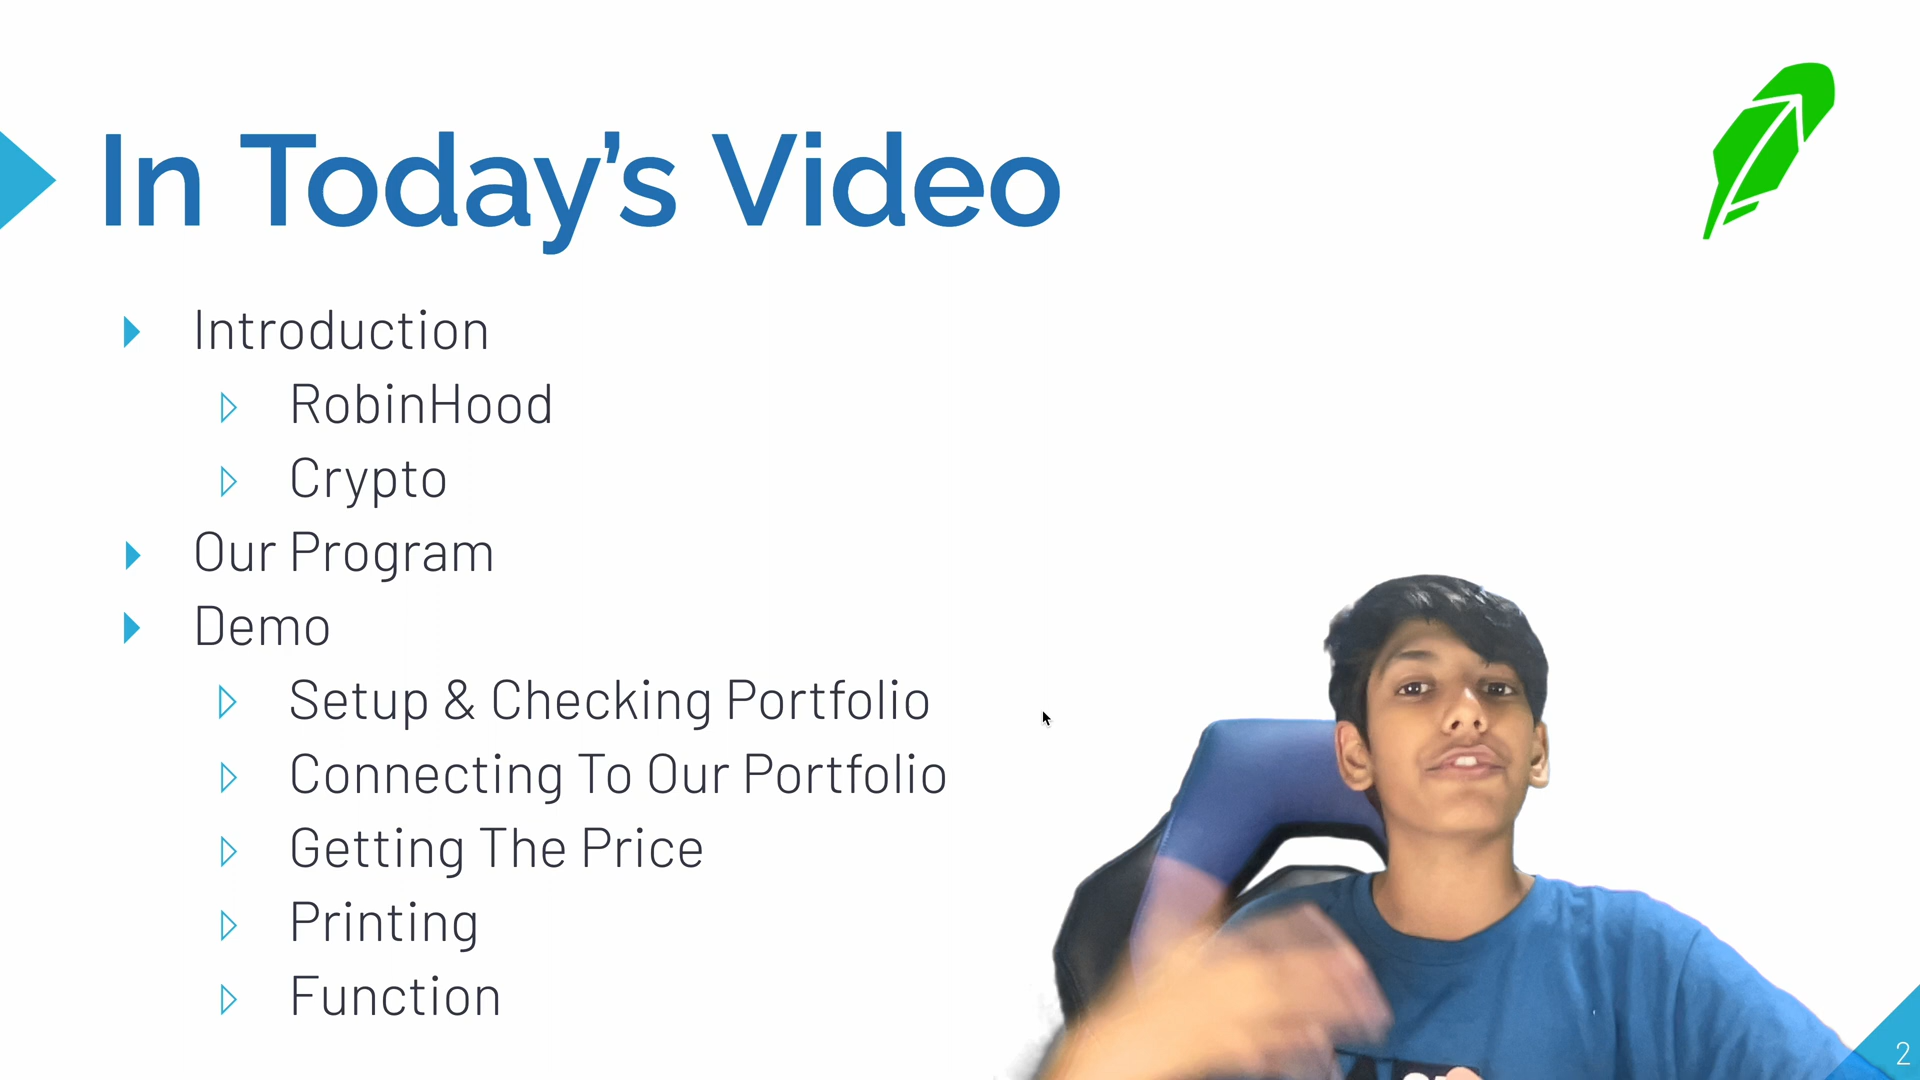 In Today’s Video
Introduction
RobinHood
Crypto
Our Program
Demo
Setup & Checking Portfolio
Connecting To Our Portfolio
Getting The Price
Printing
Function
2